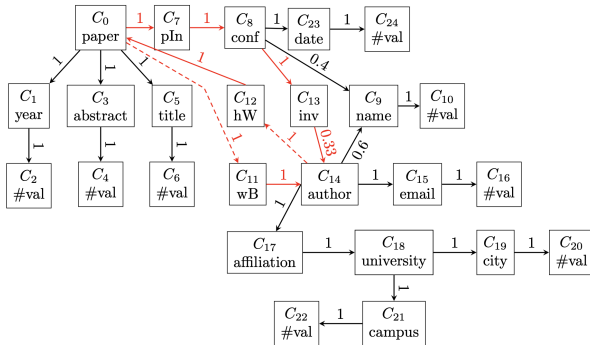 C0 1 C7 1 C8 1 C23 1 C24
paper pIn conf date #val
1 1 1 1 1 0.4
C1 C3 C5 C12 C13 C9 1 C10
year abstract title hW inv name #val
1 1 1 1 0.33 0.6
C2 C4 C6 C11 1 C14 1 C15 1 C16
#val #val #val wB author email #val
1
C17 1 C18 1 C19 1 C20
affiliation university city #val
1
C22 1 C21
#val campus